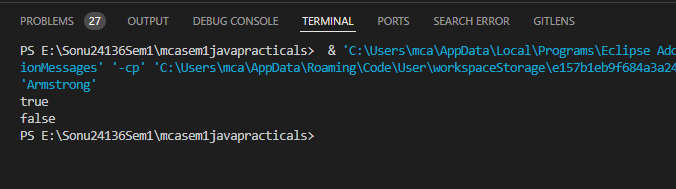 PROBLEMS 27 OUTPUT DEBUG CONSOLE TERMINAL PORTS SEARCH ERROR GITLENS
PS E:\Sonu24136Sem1\mcasem1javapracticals> & 'C:\Users\mca\AppData\Local\Programs\Eclipse Ado
ionMessages' '-cp' 'C:\Users\mca\AppData\Roaming\Code\User\workspaceStorage\e157b1eb9f684a3a24
'Armstrong'
true
false
PS E:\Sonu24136Sem1\mcasem1javapracticals>